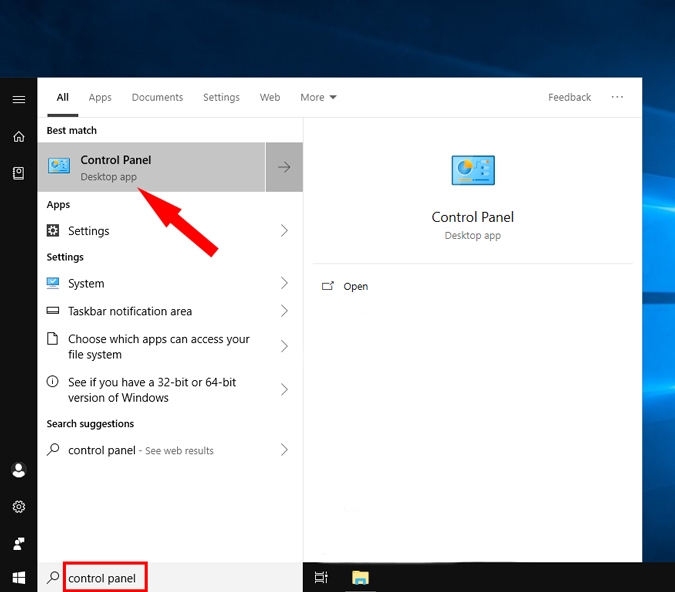 All Apps Documents Settings Web More Feedback ...
Best match
Control Panel
Desktop app
Apps
Settings
Settings
System
Taskbar notification area
Choose which apps can access your
file system
See if you have a 32-bit or 64-bit
version of Windows
Search suggestions
control panel - See web results
control panel
Control Panel
Desktop app
Open